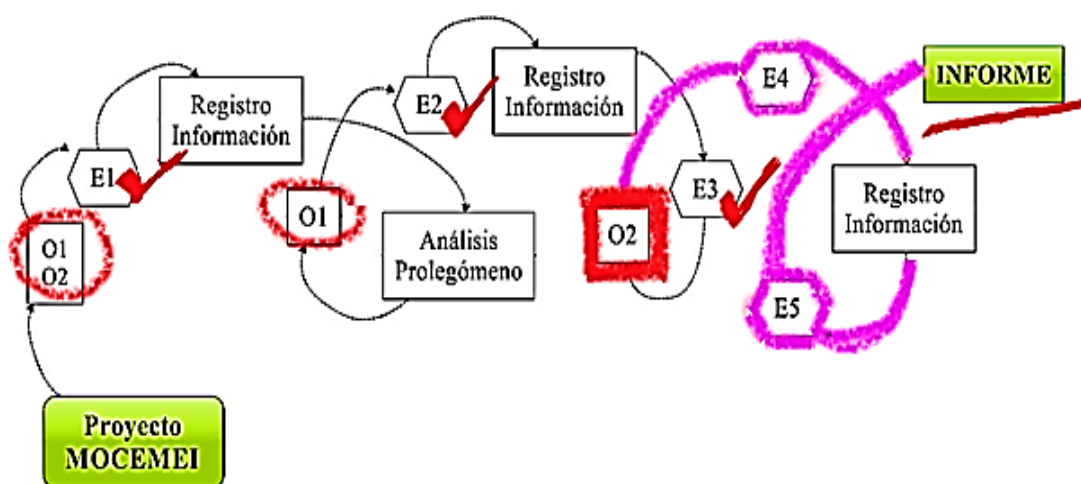 Proyecto
MOCEMEI
O1
O2
E1
Registro
Información
Análisis
Prolegómeno
O1
E2
Registro
Información
E3
O2
E4
Registro
Información
E5
INFORME